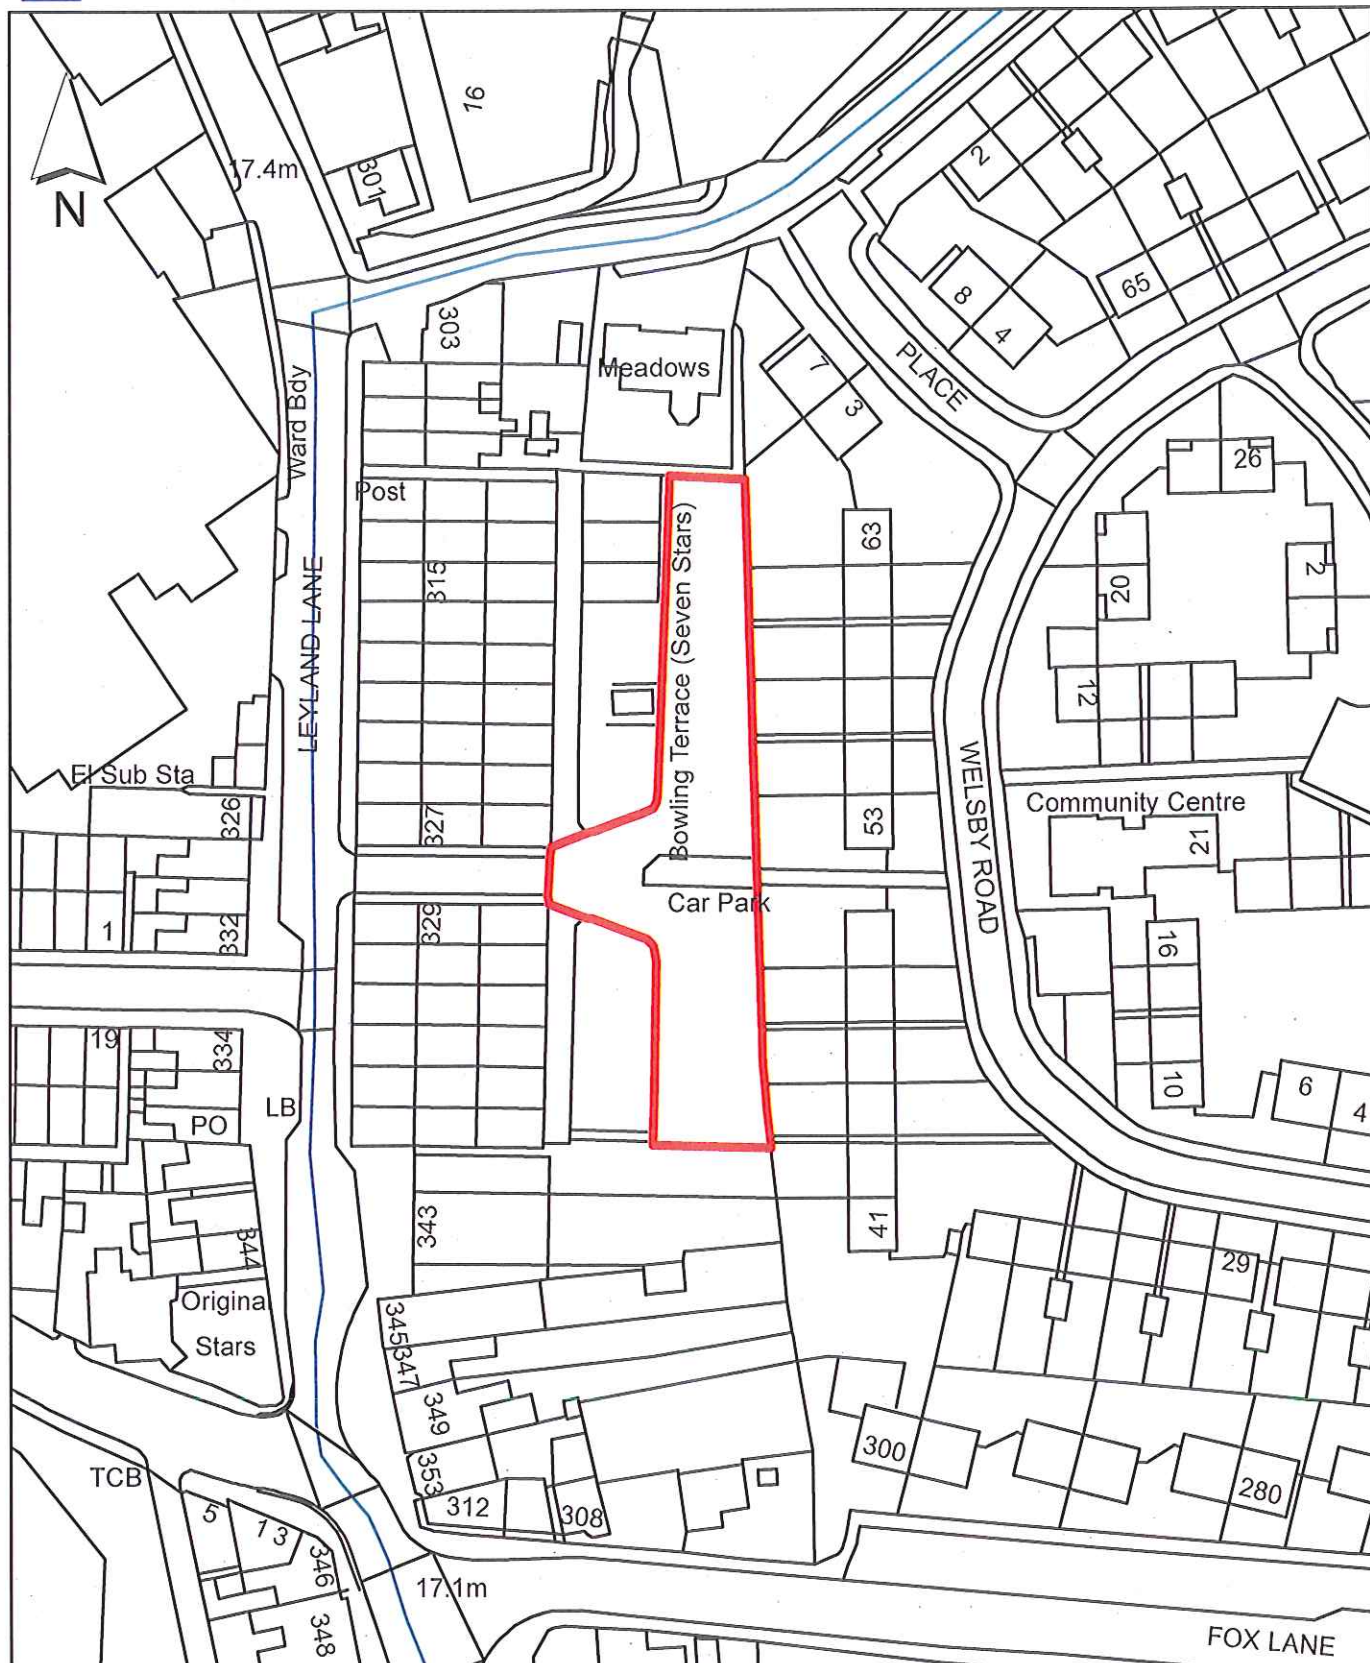 16
2
301
17.4m
N
65
8
303
4
Meadows
7
PLACE
3
Ward Bdy
26
Post
63
Bowling Terrace (Seven Stars)
315
20
2
LEYLAND LANE
12
El Sub Sta
WELSBY ROAD
Community Centre
326
327
53
21
Car Park
1
332
329
16
19
334
10
6
LB
4
PO
343
41
344
29
Original
Stars
345
347
349
300
353
TCB
280
312
308
5
1 3
346
17.1m
348
FOX LANE